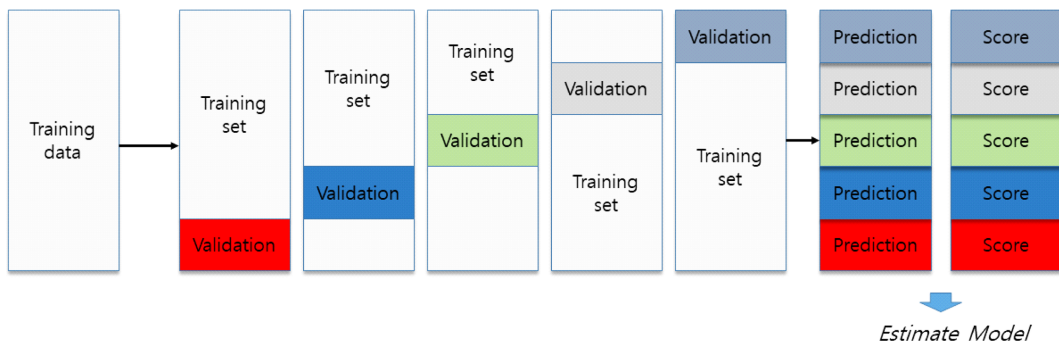 Training
data
Training
set
Validation
Training
set
Validation
Training
set
Validation
Validation
Training
set
Validation
Training
set
Prediction
Prediction
Prediction
Prediction
Prediction
Score
Score
Score
Score
Score
Estimate Model